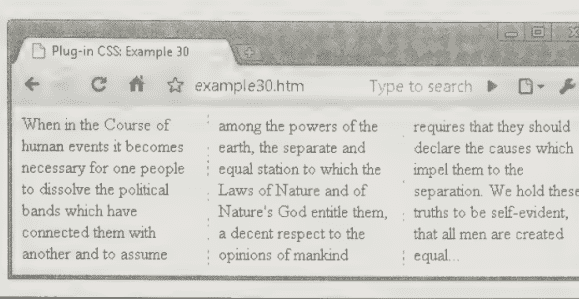 Plug-in CSS: Example 30
example30.htm
Type to search
When in the Course of
human events it becomes
necessary for one people
to dissolve the political
bands which have
connected them with
another and to assume
among the powers of the
earth, the separate and
equal station to which the
Laws of Nature and of
Nature's God entitle them,
a decent respect to the
opinions of mankind
requires that they should
declare the causes which
impel them to the
separation. We hold these
truths to be self-evident,
that all men are created
equal...